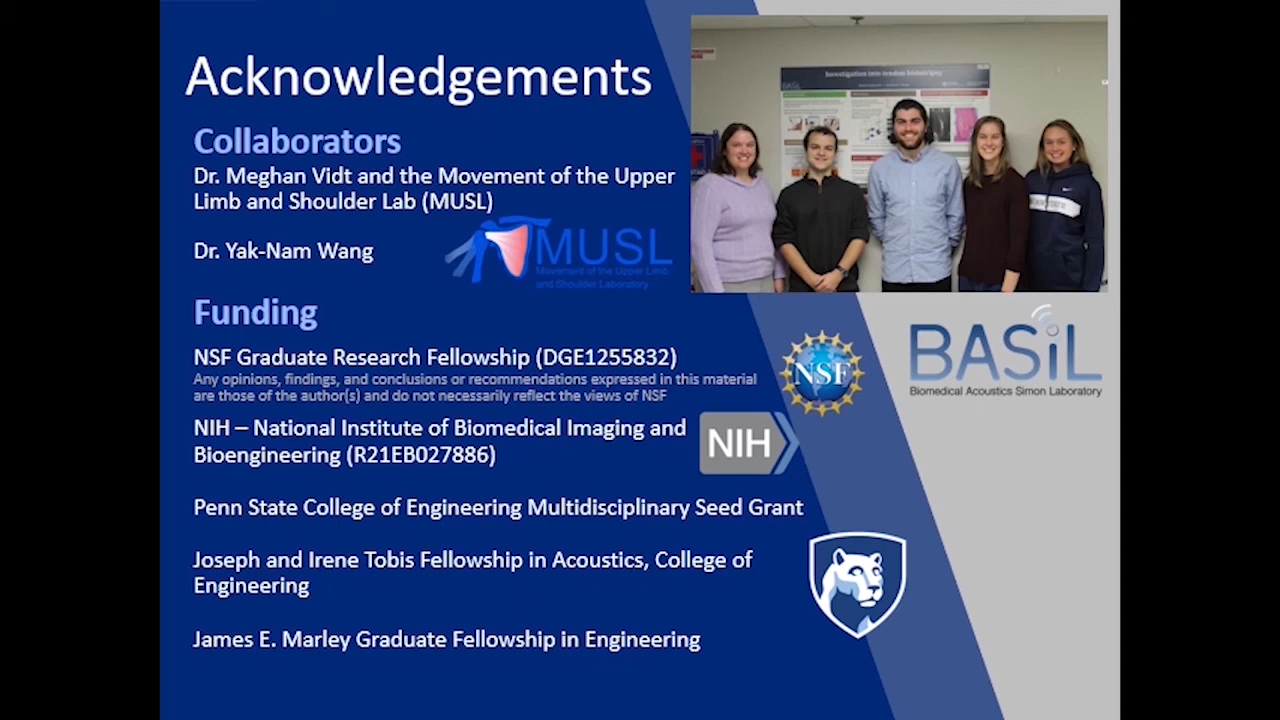 Acknowledgements
Collaborators
Dr. Meghan Vidt and the Movement of the Upper
Limb and Shoulder Lab (MUSL)
Dr. Yak-Nam Wang
MUSL
Movement of the Upper Limb
and Shoulder Laboratory
Funding
NSF Graduate Research Fellowship (DGE1255832)
Any opinions, findings, and conclusions or recommendations expressed in this material
are those of the author(s) and do not necessarily reflect the views of NSF
NSF
NIH – National Institute of Biomedical Imaging and
Bioengineering (R21EB027886)
NIH
Penn State College of Engineering Multidisciplinary Seed Grant
Joseph and Irene Tobis Fellowship in Acoustics, College of
Engineering
James E. Marley Graduate Fellowship in Engineering
Investigation into tendon histotripsy
BASiL
BASiL
Biomedical Acoustics Simon Laboratory